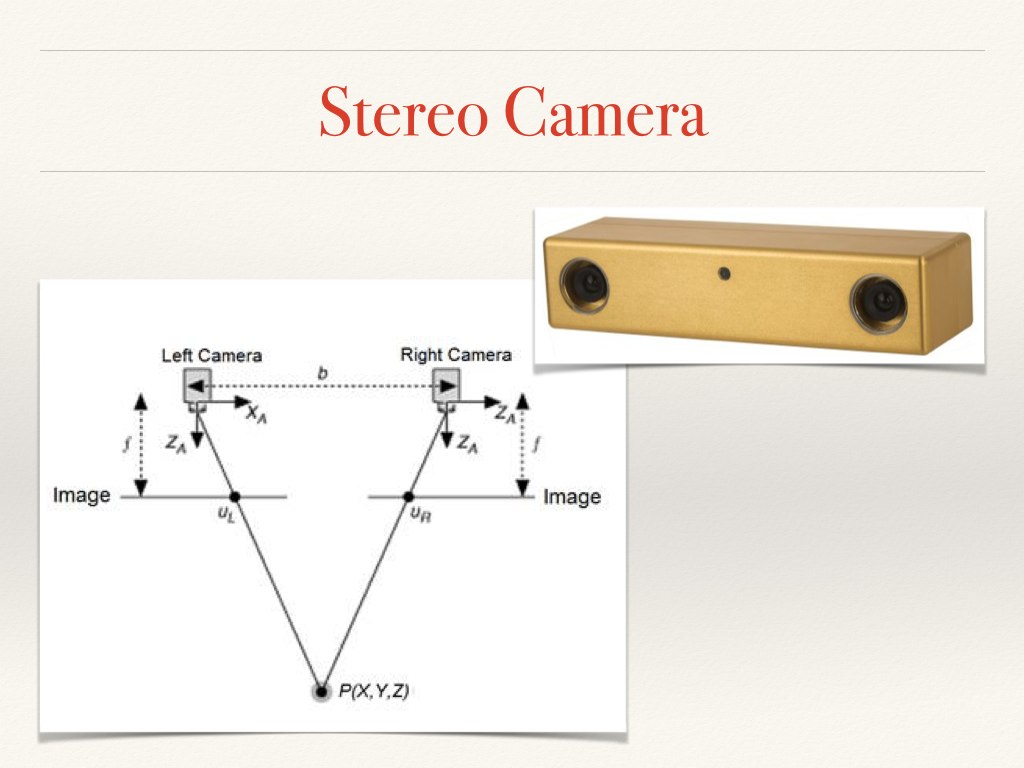 Stereo Camera
Left Camera
Right Camera
b
X_A
Z_A
f
Z_A
Z_A
f
Image
Image
u_L
u_R
P(X,Y,Z)